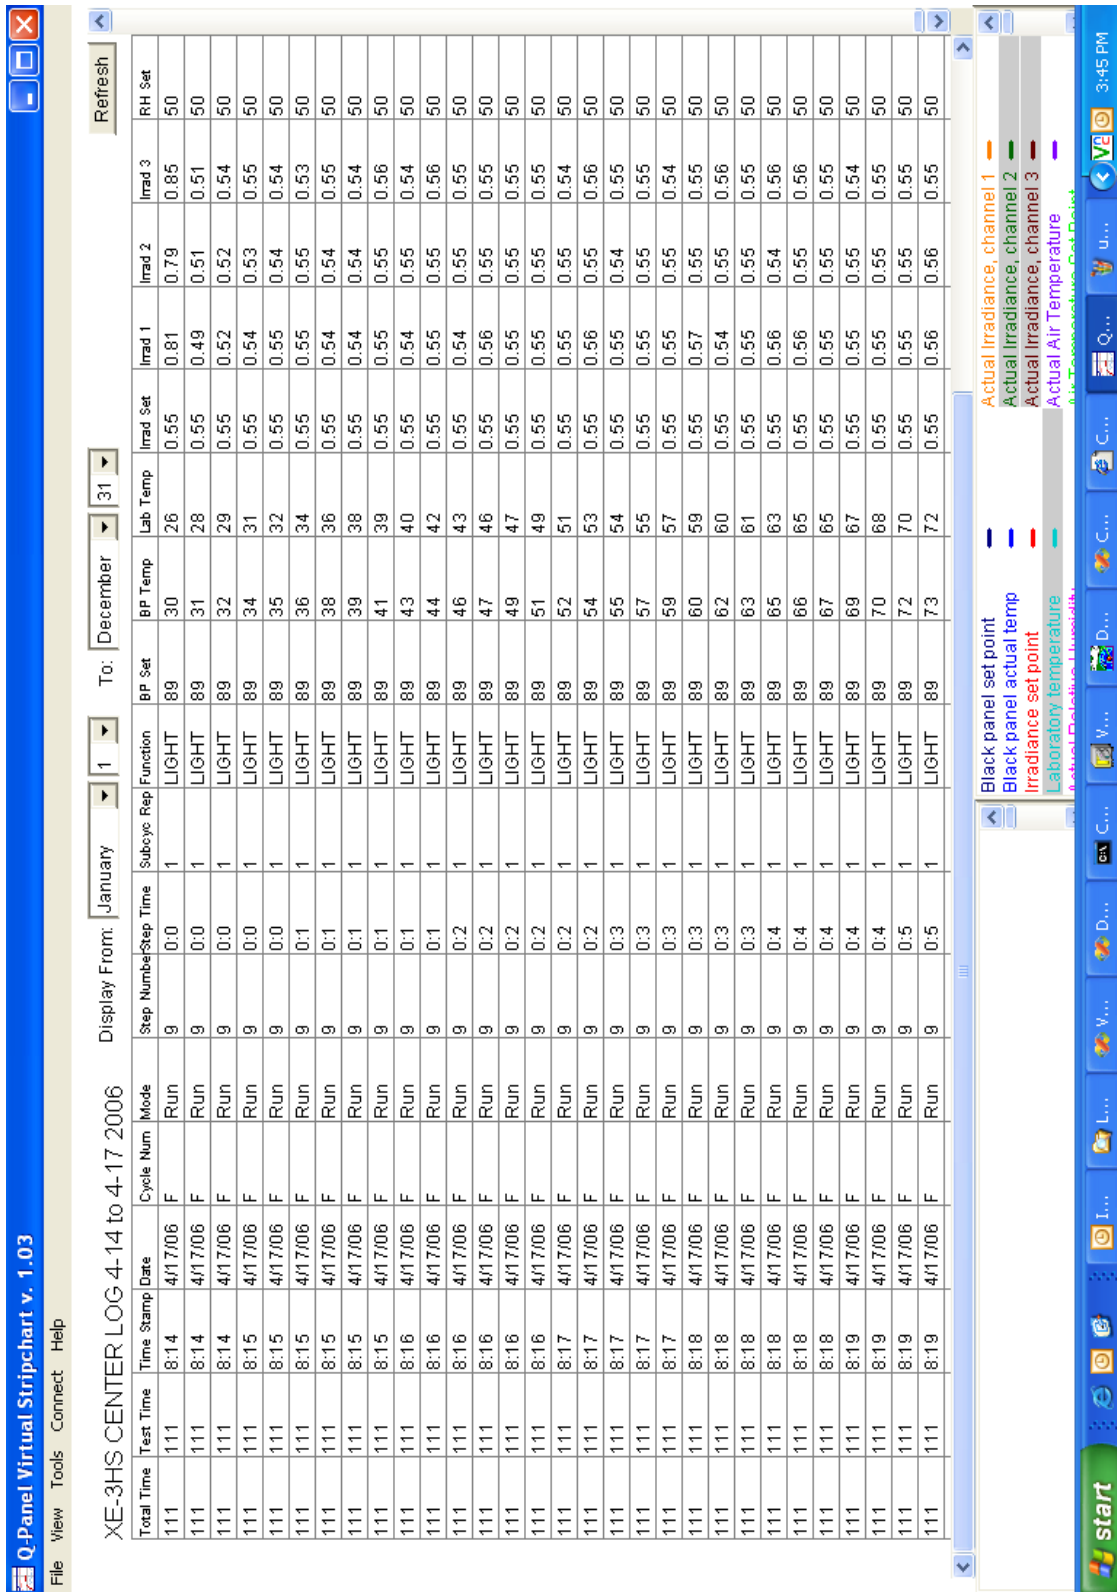 Q-Panel Virtual Stripchart v. 1.03
File View Tools Connect Help
XE-3HS CENTER LOG 4-14 to 4-17 2006 Display From: January 1 To: December 31 Refresh
Total Time Test Time Time Stamp Date Cycle Num Mode Step Number Step Time Subcyc Rep Function BP Set BP Temp Lab Temp Irrad Set Irrad 1 Irrad 2 Irrad 3 RH Set
111 111 8:14 4/17/06 F Run 9 0:0 1 LIGHT 89 30 26 0.55 0.81 0.79 0.85 50
111 111 8:14 4/17/06 F Run 9 0:0 1 LIGHT 89 31 28 0.55 0.49 0.51 0.51 50
111 111 8:14 4/17/06 F Run 9 0:0 1 LIGHT 89 32 29 0.55 0.52 0.52 0.54 50
111 111 8:15 4/17/06 F Run 9 0:0 1 LIGHT 89 34 31 0.55 0.54 0.53 0.55 50
111 111 8:15 4/17/06 F Run 9 0:0 1 LIGHT 89 35 32 0.55 0.55 0.54 0.54 50
111 111 8:15 4/17/06 F Run 9 0:1 1 LIGHT 89 36 34 0.55 0.55 0.55 0.53 50
111 111 8:15 4/17/06 F Run 9 0:1 1 LIGHT 89 38 36 0.55 0.54 0.54 0.54 50
111 111 8:15 4/17/06 F Run 9 0:1 1 LIGHT 89 39 38 0.55 0.54 0.54 0.54 50
111 111 8:15 4/17/06 F Run 9 0:1 1 LIGHT 89 41 39 0.55 0.55 0.55 0.56 50
111 111 8:16 4/17/06 F Run 9 0:1 1 LIGHT 89 43 40 0.55 0.54 0.55 0.54 50
111 111 8:16 4/17/06 F Run 9 0:1 1 LIGHT 89 44 42 0.55 0.55 0.55 0.56 50
111 111 8:16 4/17/06 F Run 9 0:2 1 LIGHT 89 46 43 0.55 0.54 0.55 0.55 50
111 111 8:16 4/17/06 F Run 9 0:2 1 LIGHT 89 47 46 0.55 0.56 0.55 0.55 50
111 111 8:16 4/17/06 F Run 9 0:2 1 LIGHT 89 49 47 0.55 0.55 0.55 0.55 50
111 111 8:16 4/17/06 F Run 9 0:2 1 LIGHT 89 51 49 0.55 0.55 0.55 0.55 50
111 111 8:17 4/17/06 F Run 9 0:2 1 LIGHT 89 52 51 0.55 0.55 0.55 0.54 50
111 111 8:17 4/17/06 F Run 9 0:2 1 LIGHT 89 54 53 0.55 0.56 0.55 0.56 50
111 111 8:17 4/17/06 F Run 9 0:3 1 LIGHT 89 55 54 0.55 0.55 0.54 0.55 50
111 111 8:17 4/17/06 F Run 9 0:3 1 LIGHT 89 57 55 0.55 0.55 0.55 0.55 50
111 111 8:17 4/17/06 F Run 9 0:3 1 LIGHT 89 59 57 0.55 0.55 0.55 0.54 50
111 111 8:18 4/17/06 F Run 9 0:3 1 LIGHT 89 60 59 0.55 0.57 0.55 0.55 50
111 111 8:18 4/17/06 F Run 9 0:3 1 LIGHT 89 62 60 0.55 0.54 0.55 0.56 50
111 111 8:18 4/17/06 F Run 9 0:3 1 LIGHT 89 63 61 0.55 0.55 0.55 0.55 50
111 111 8:18 4/17/06 F Run 9 0:4 1 LIGHT 89 65 63 0.55 0.56 0.54 0.56 50
111 111 8:18 4/17/06 F Run 9 0:4 1 LIGHT 89 66 65 0.55 0.56 0.55 0.56 50
111 111 8:18 4/17/06 F Run 9 0:4 1 LIGHT 89 67 65 0.55 0.55 0.55 0.55 50
111 111 8:19 4/17/06 F Run 9 0:4 1 LIGHT 89 69 67 0.55 0.55 0.55 0.54 50
111 111 8:19 4/17/06 F Run 9 0:4 1 LIGHT 89 70 68 0.55 0.55 0.55 0.55 50
111 111 8:19 4/17/06 F Run 9 0:5 1 LIGHT 89 72 70 0.55 0.55 0.55 0.55 50
111 111 8:19 4/17/06 F Run 9 0:5 1 LIGHT 89 73 72 0.55 0.56 0.56 0.55 50
Black panel set point Actual Irradiance, channel 1
Black panel actual temp Actual Irradiance, channel 2
Irradiance set point Actual Irradiance, channel 3
Laboratory temperature Actual Air Temperature
Actual Relative Humidity Air Temperature Set Point
start I... L... V... D... C... V... D... C... C... Q... u... 3:45 PM